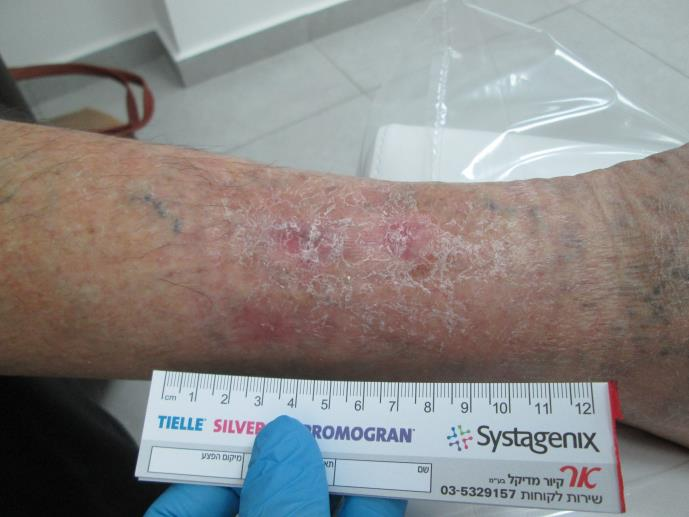 cm 1 2 3 4 5 6 7 8 9 10 11 12
TIELLE SILVER PROMOGRAN Systagenix
מיקום הפצע שם
אר קיור מדיקל בע"מ
שירות לקוחות 03-5329157